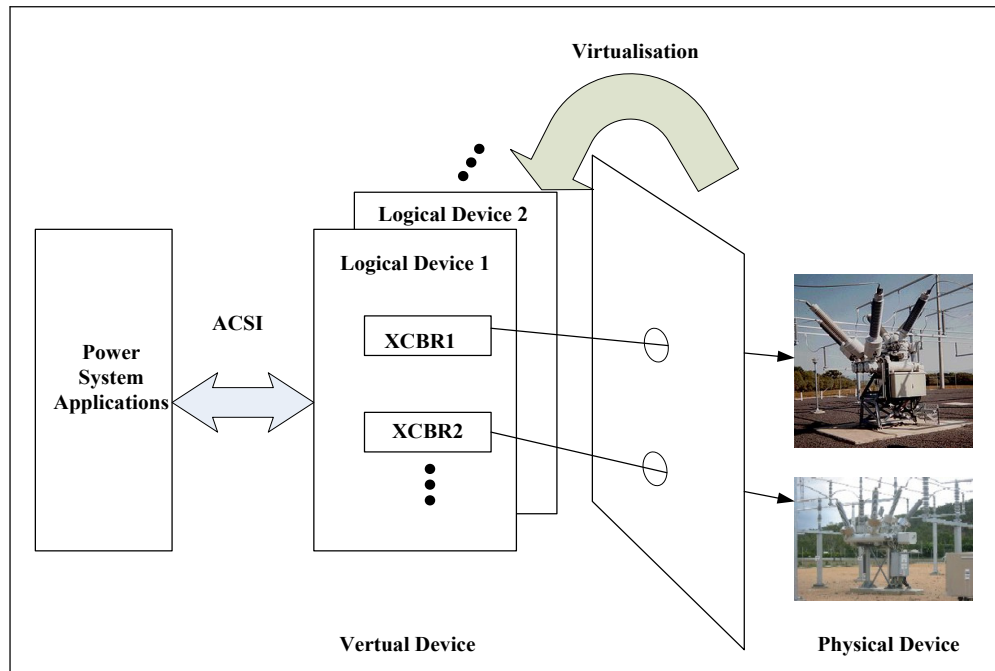 Virtualisation
Logical Device 2
Logical Device 1
ACSI
XCBR1
Power
System
Applications
XCBR2
Vertual Device
Physical Device